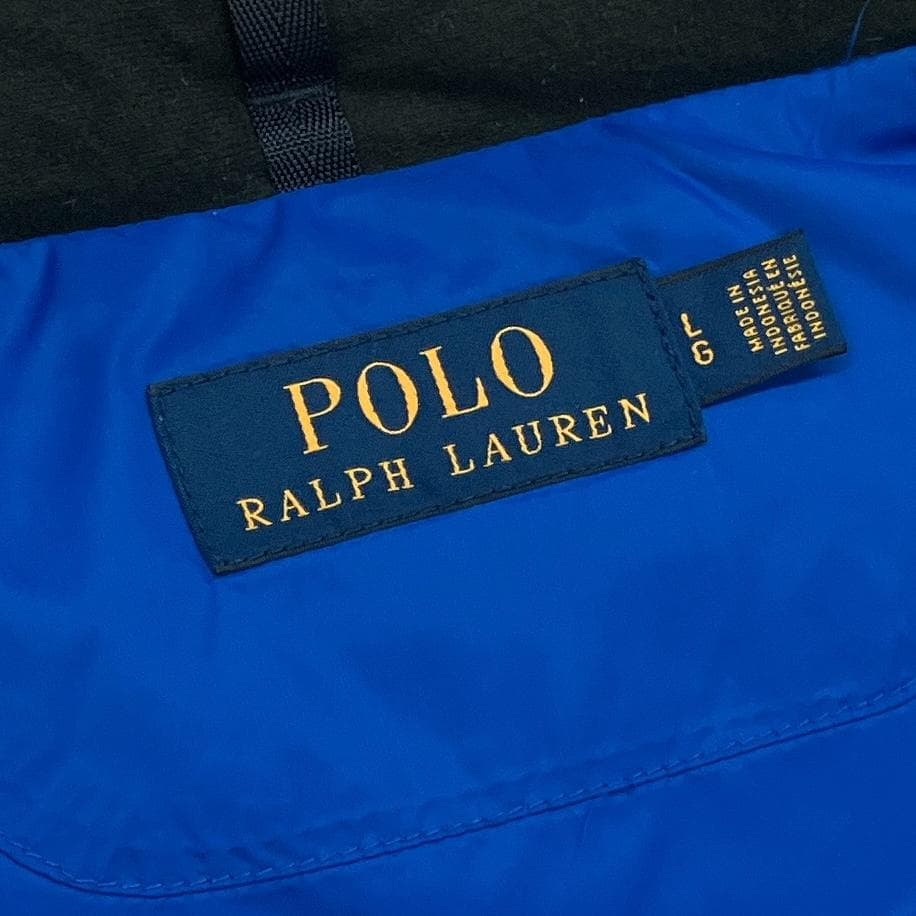 POLO
RALPH LAUREN
L
G
MADE IN
INDONESIA
FABRIQUÉ EN
INDONÉSIE